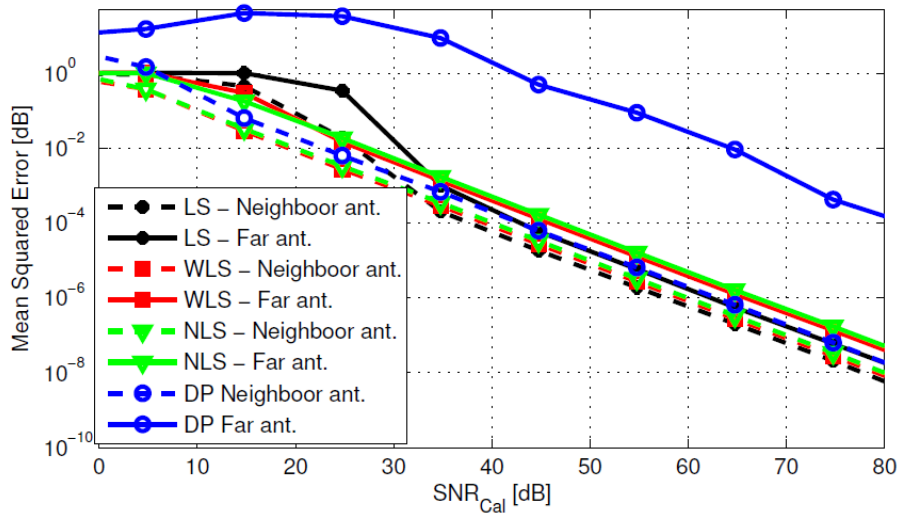 Mean Squared Error [dB]
10^0
10^−2
10^−4
10^−6
10^−8
10^−10
LS − Neighboor ant.
LS − Far ant.
WLS − Neighboor ant.
WLS − Far ant.
NLS − Neighboor ant.
NLS − Far ant.
DP Neighboor ant.
DP Far ant.
0 10 20 30 40 50 60 70 80
SNR_Cal [dB]